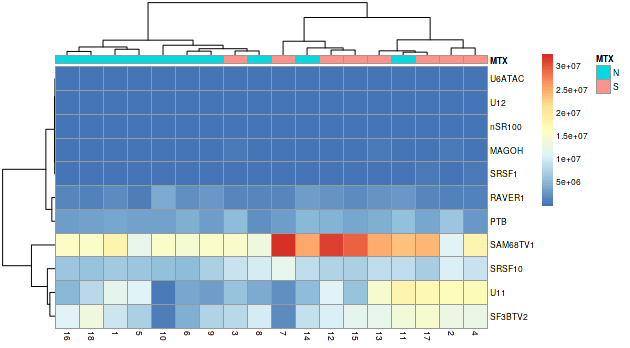 MTX
U6ATAC
U12
nSR100
MAGOH
SRSF1
RAVER1
PTB
SAM68TV1
SRSF10
U11
SF3BTV2
16 18 1 5 10 6 9 3 8 7 14 12 15 13 11 17 2 4
3e+07
2.5e+07
2e+07
1.5e+07
1e+07
5e+06
MTX
N
S